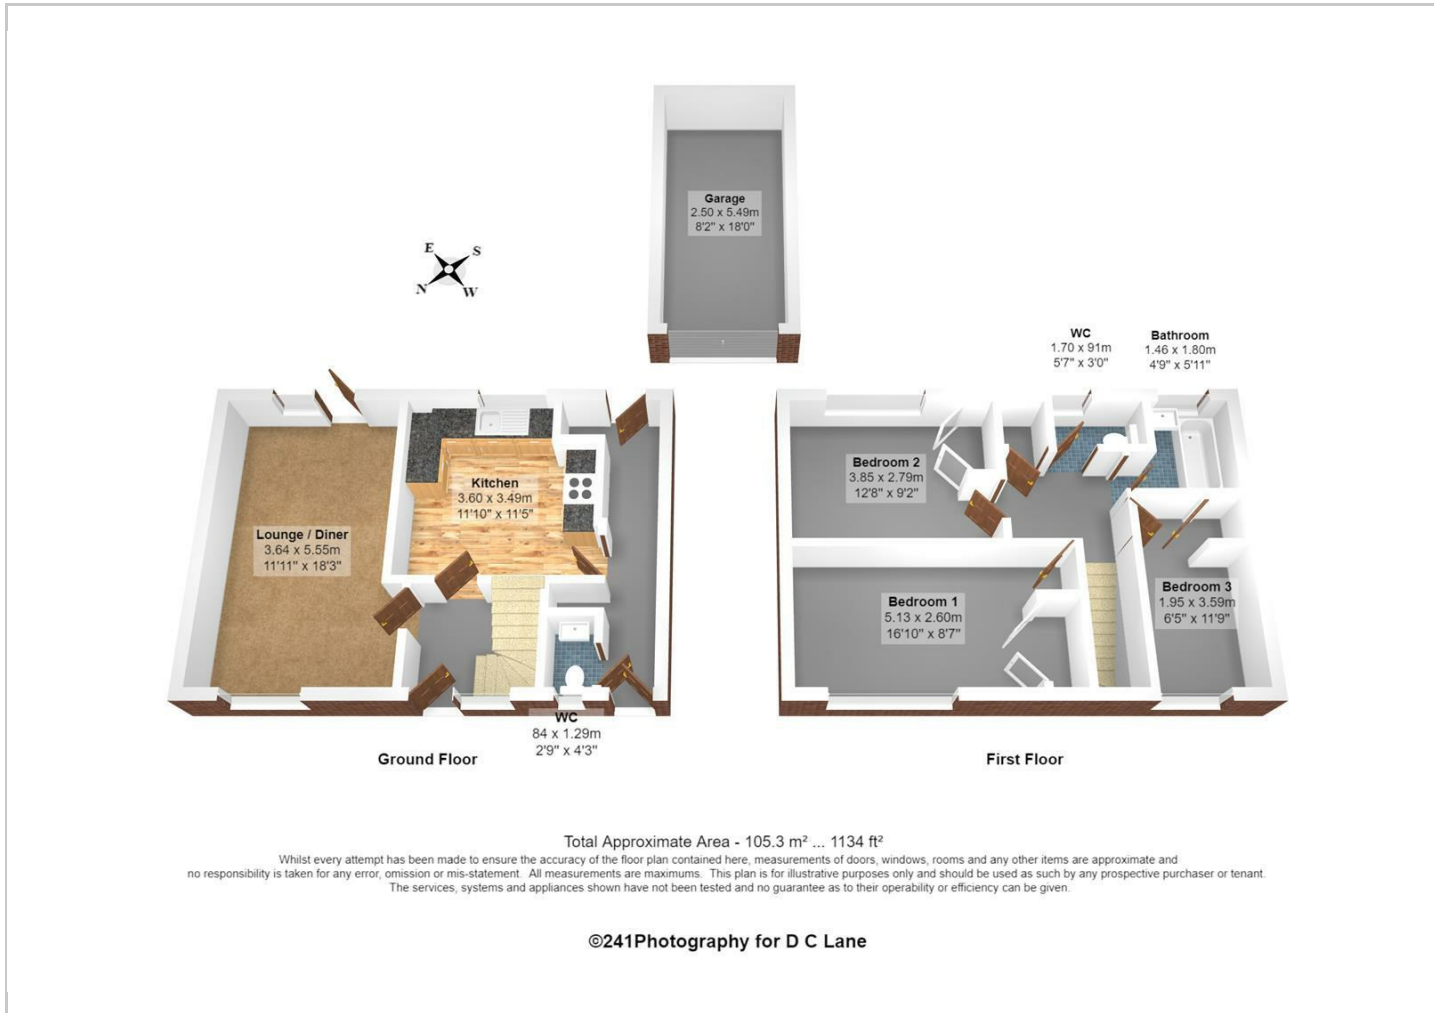 Garage
2.50 x 5.49m
8'2" x 18'0"
E
S
N
W
WC
1.70 x 91m
5'7" x 3'0"
Bathroom
1.46 x 1.80m
4'9" x 5'11"
Kitchen
3.60 x 3.49m
11'10" x 11'5"
Lounge / Diner
3.64 x 5.55m
11'11" x 18'3"
Bedroom 2
3.85 x 2.79m
12'8" x 9'2"
Bedroom 1
5.13 x 2.60m
16'10" x 8'7"
Bedroom 3
1.95 x 3.59m
6'5" x 11'9"
WC
84 x 1.29m
2'9" x 4'3"
Ground Floor
First Floor
Total Approximate Area - 105.3 m² ... 1134 ft²
Whilst every attempt has been made to ensure the accuracy of the floor plan contained here, measurements of doors, windows, rooms and any other items are approximate and
no responsibility is taken for any error, omission or mis-statement. All measurements are maximums. This plan is for illustrative purposes only and should be used as such by any prospective purchaser or tenant.
The services, systems and appliances shown have not been tested and no guarantee as to their operability or efficiency can be given.
©241Photography for D C Lane